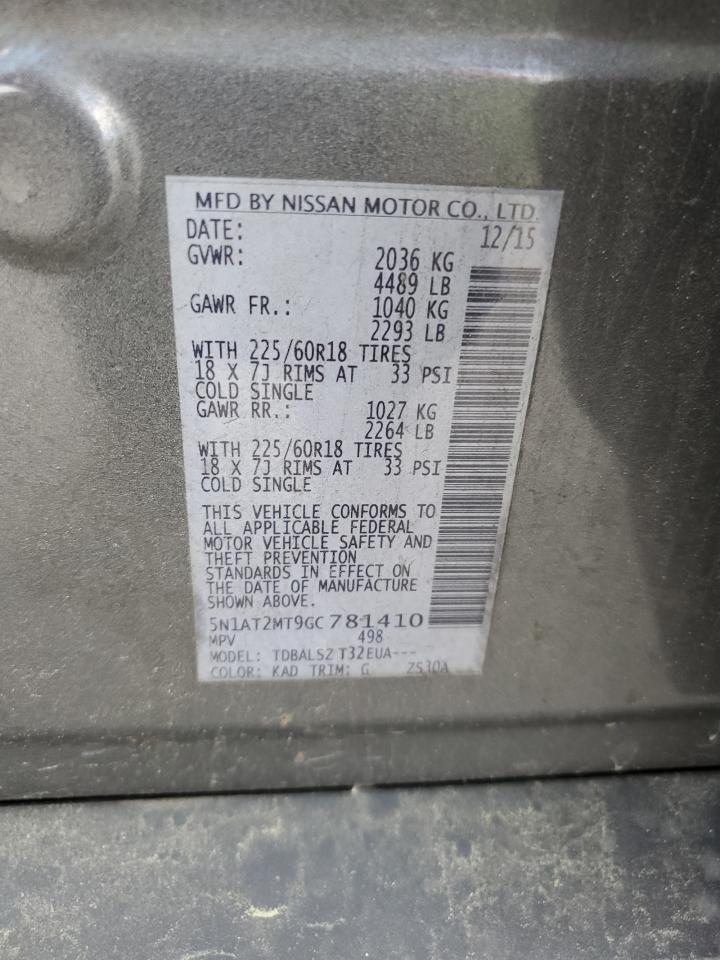 MFD BY NISSAN MOTOR CO., LTD.
DATE: 12/15
GVWR: 2036 KG
4489 LB
GAWR FR.: 1040 KG
2293 LB
WITH 225/60R18 TIRES
18 X 7J RIMS AT 33 PSI
COLD SINGLE
GAWR RR.: 1027 KG
2264 LB
WITH 225/60R18 TIRES
18 X 7J RIMS AT 33 PSI
COLD SINGLE
THIS VEHICLE CONFORMS TO
ALL APPLICABLE FEDERAL
MOTOR VEHICLE SAFETY AND
THEFT PREVENTION
STANDARDS IN EFFECT ON
THE DATE OF MANUFACTURE
SHOWN ABOVE.
5N1AT2MT9GC781410
MPV 498
MODEL: TDBALSZ T32EUA---
COLOR: KAD TRIM: G 2S30A